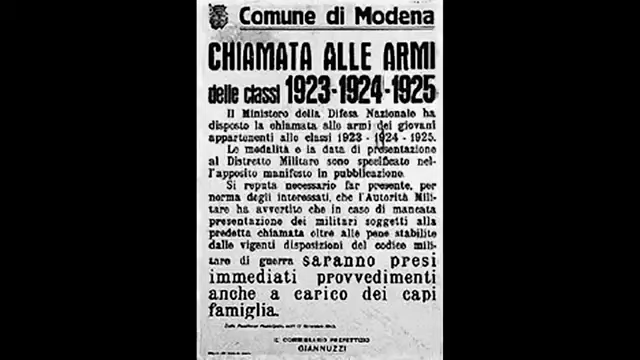 Comune di Modena
CHIAMATA ALLE ARMI
delle classi 1923-1924-1925
Il Ministero della Difesa Nazionale ha
disposto la chiamata alle armi dei giovani
appartenenti alle classi 1923 - 1924 - 1925.
Le modalità e la data di presentazione
al Distretto Militare sono specificate nel-
l'apposito manifesto in pubblicazione.
Si reputa necessario far presente, per
norma degli interessati, che l'Autorità Mili-
tare ha avvertito che in caso di mancata
presentazione dei militari soggetti alla
predetta chiamata oltre alle pene stabilite
dalle vigenti disposizioni del codice mili-
tare di guerra saranno presi
immediati provvedimenti
anche a carico dei capi
famiglia.
IL COMMISSARIO PREFETTIZIO
GIANNUZZI